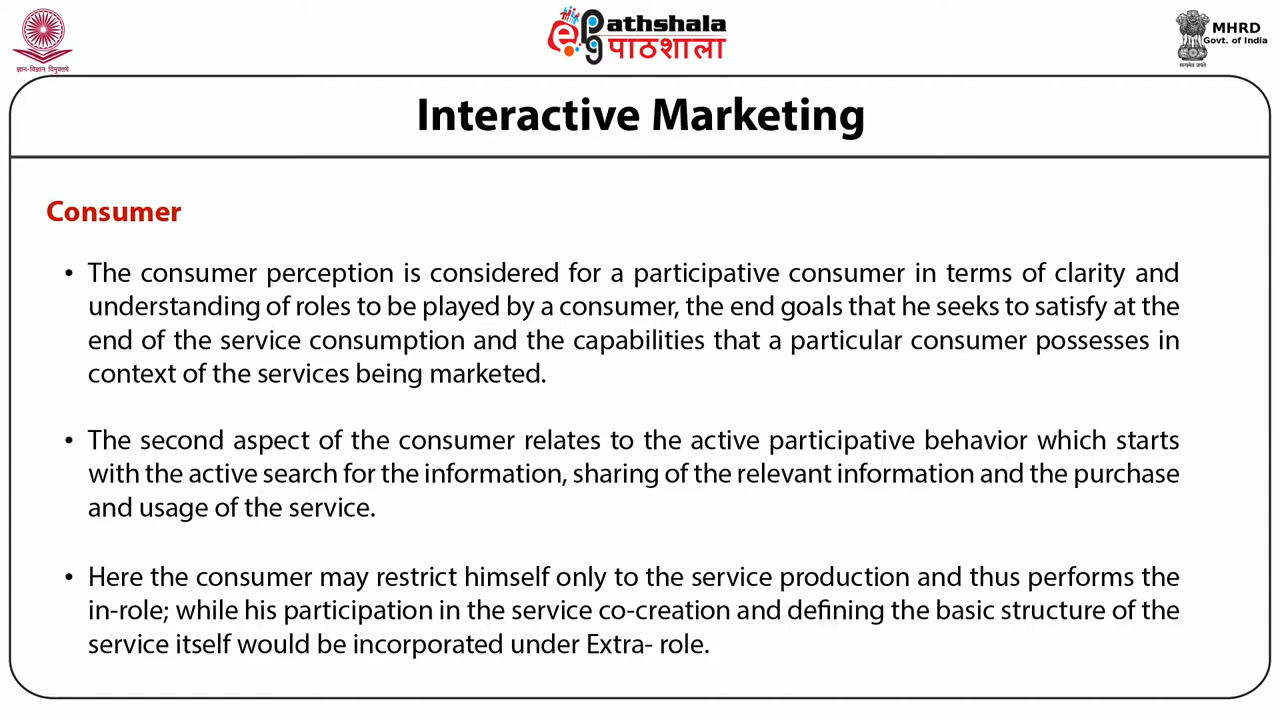 ePathshala
पाठशाला
MHRD
Govt. of India
ज्ञान-विज्ञान विमुक्तये
सत्यमेव जयते
Interactive Marketing
Consumer
• The consumer perception is considered for a participative consumer in terms of clarity and
understanding of roles to be played by a consumer, the end goals that he seeks to satisfy at the
end of the service consumption and the capabilities that a particular consumer possesses in
context of the services being marketed.
• The second aspect of the consumer relates to the active participative behavior which starts
with the active search for the information, sharing of the relevant information and the purchase
and usage of the service.
• Here the consumer may restrict himself only to the service production and thus performs the
in-role; while his participation in the service co-creation and defining the basic structure of the
service itself would be incorporated under Extra- role.